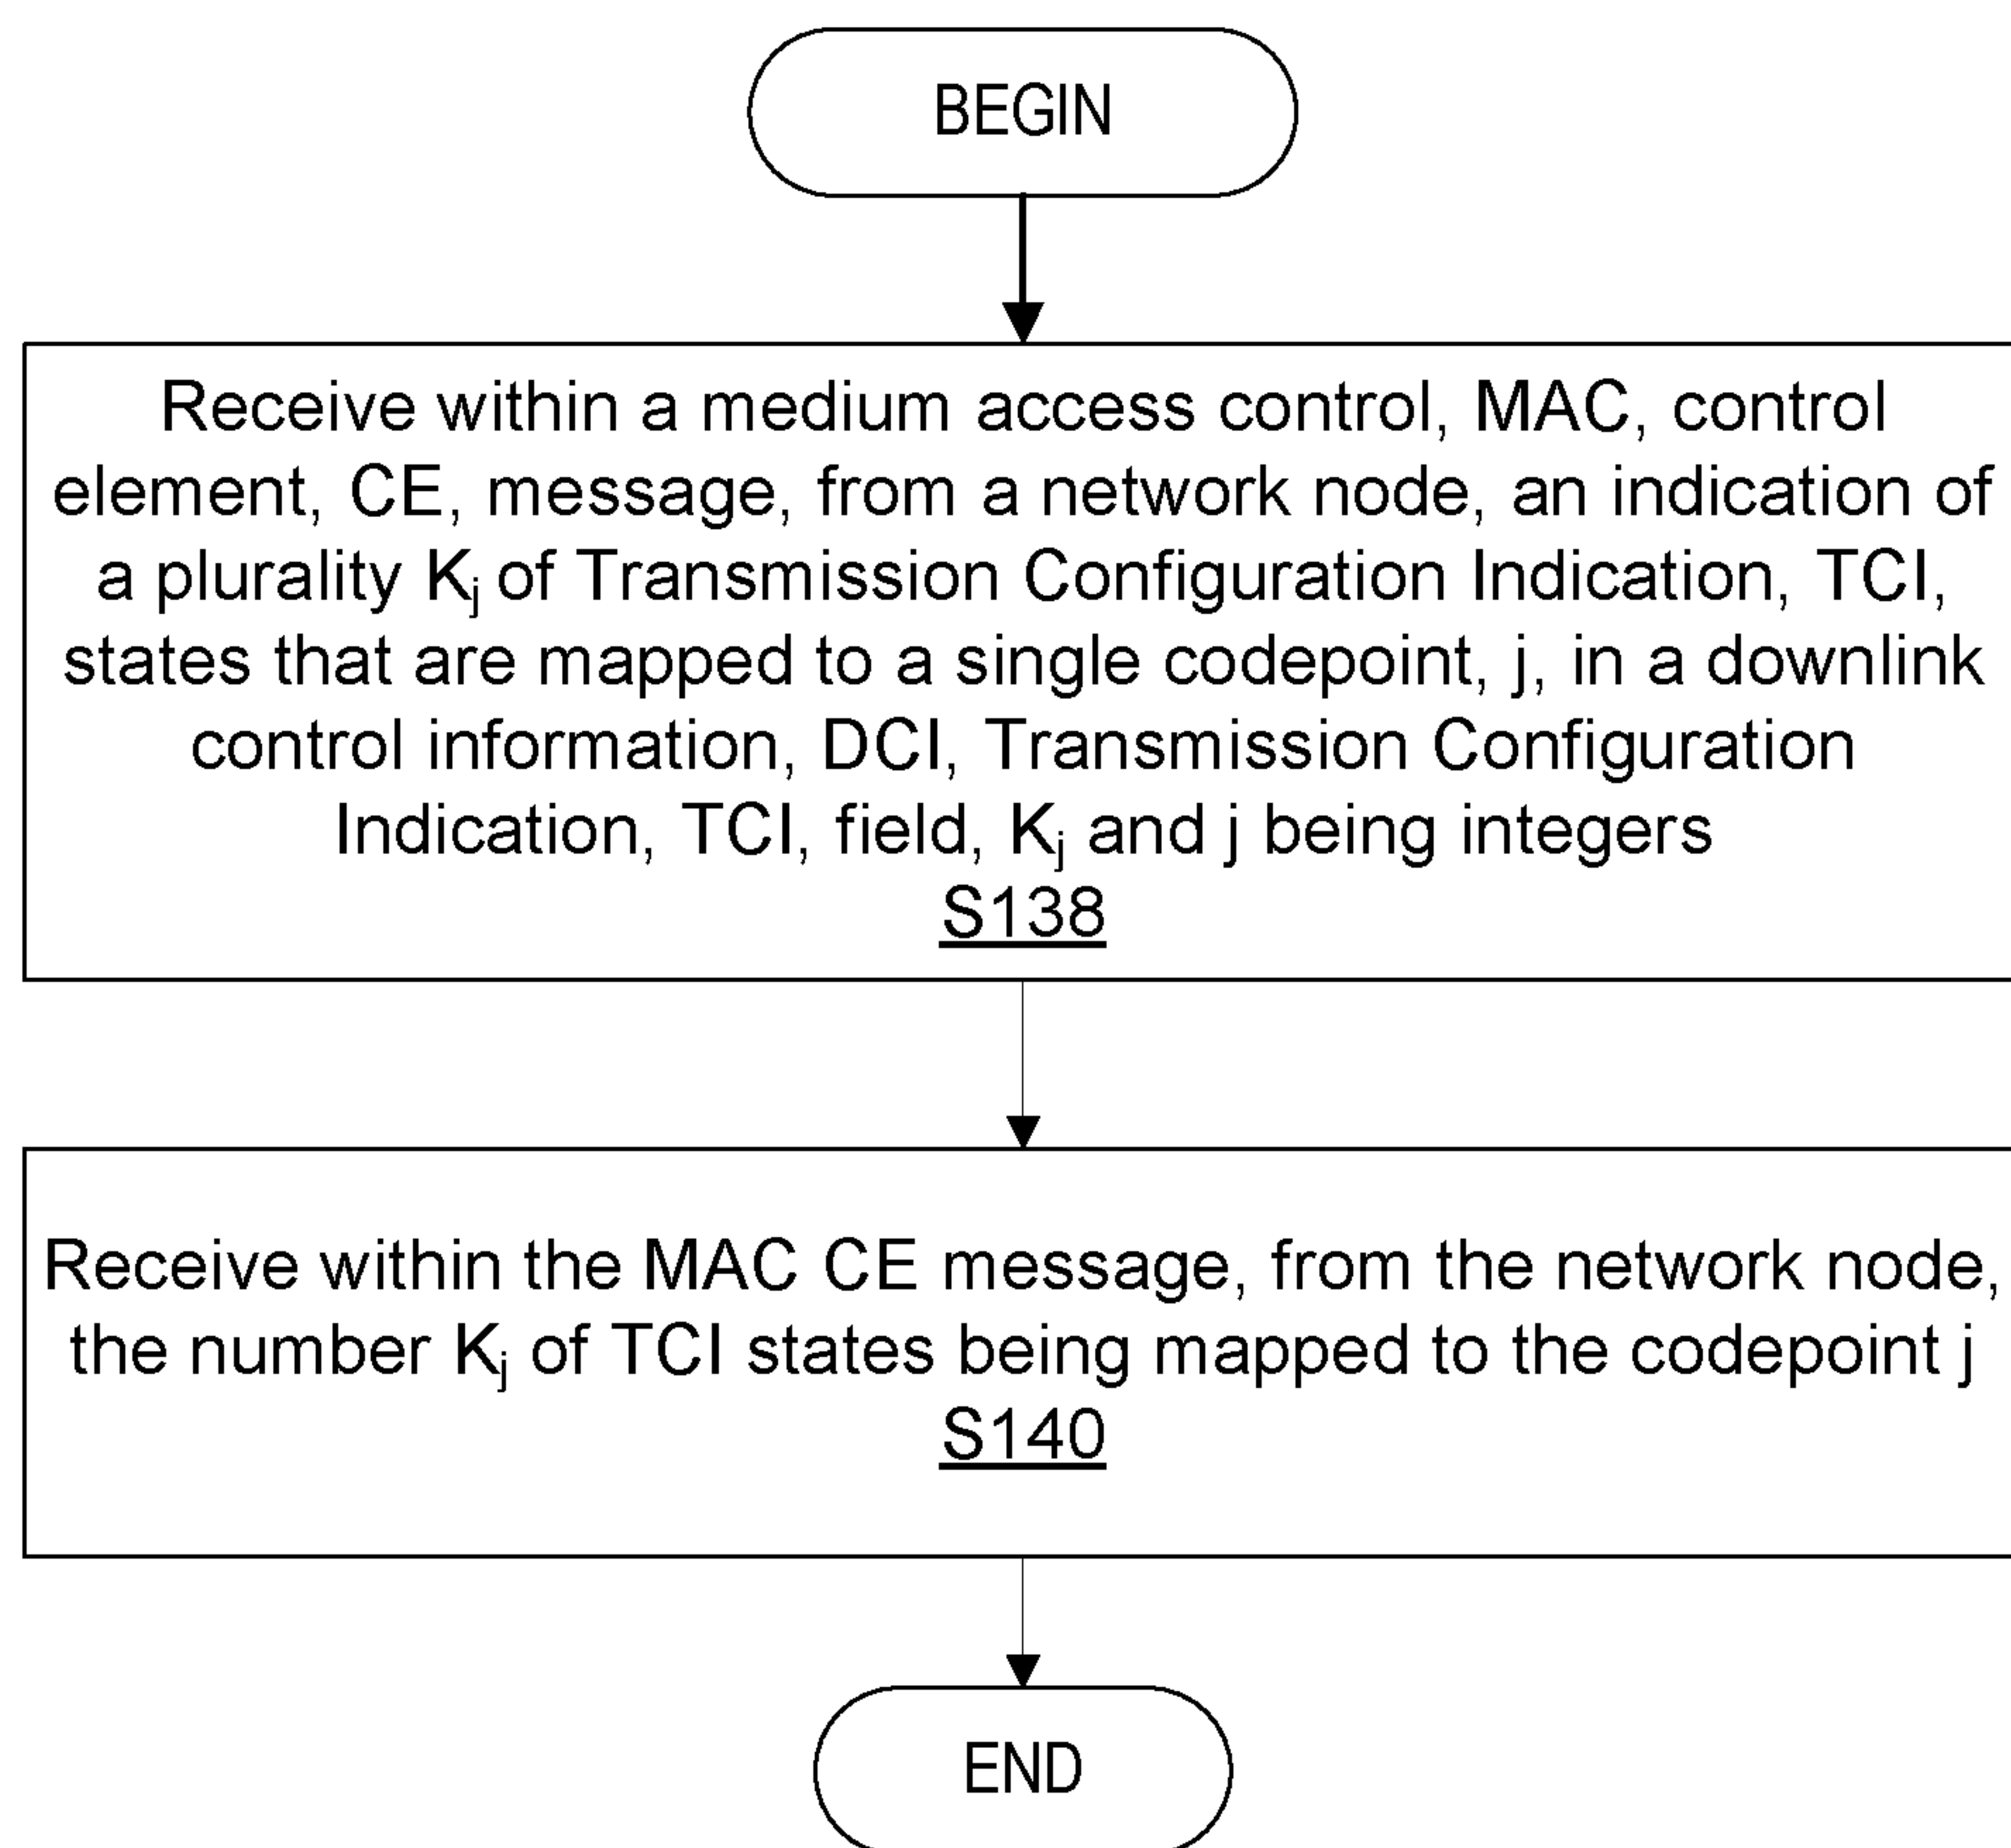 BEGIN
Receive within a medium access control, MAC, control
element, CE, message, from a network node, an indication of
a plurality Kj of Transmission Configuration Indication, TCI,
states that are mapped to a single codepoint, j, in a downlink
control information, DCI, Transmission Configuration
Indication, TCI, field, Kj and j being integers
S138
Receive within the MAC CE message, from the network node,
the number Kj of TCI states being mapped to the codepoint j
S140
END